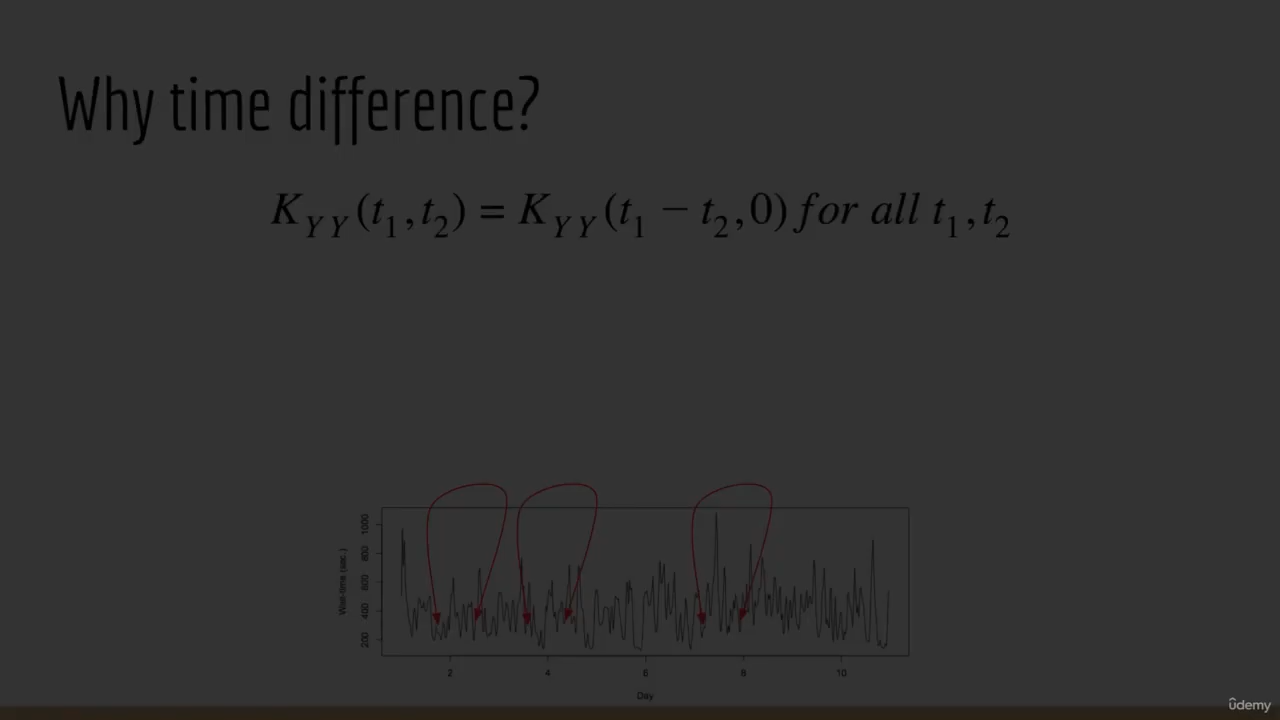 Why time difference?
K_{YY}(t_1,t_2) = K_{YY}(t_1 − t_2,0) for all t_1,t_2
1000
800
600
400
200
Wait-time (sec.)
2 4 6 8 10
Day
ûdemy